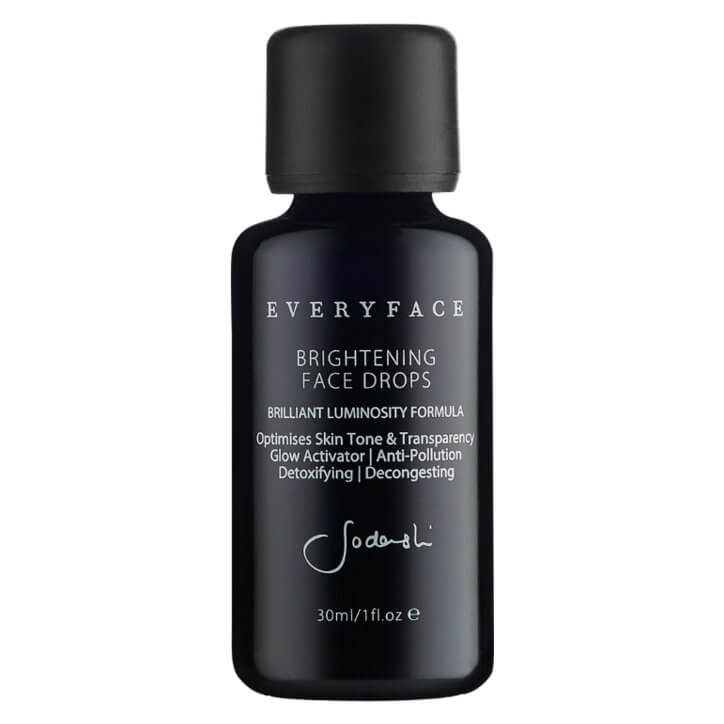 EVERYFACE
BRIGHTENING
FACE DROPS
BRILLIANT LUMINOSITY FORMULA
Optimises Skin Tone & Transparency
Glow Activator | Anti-Pollution
Detoxifying | Decongesting
30ml/1fl.oz ℮